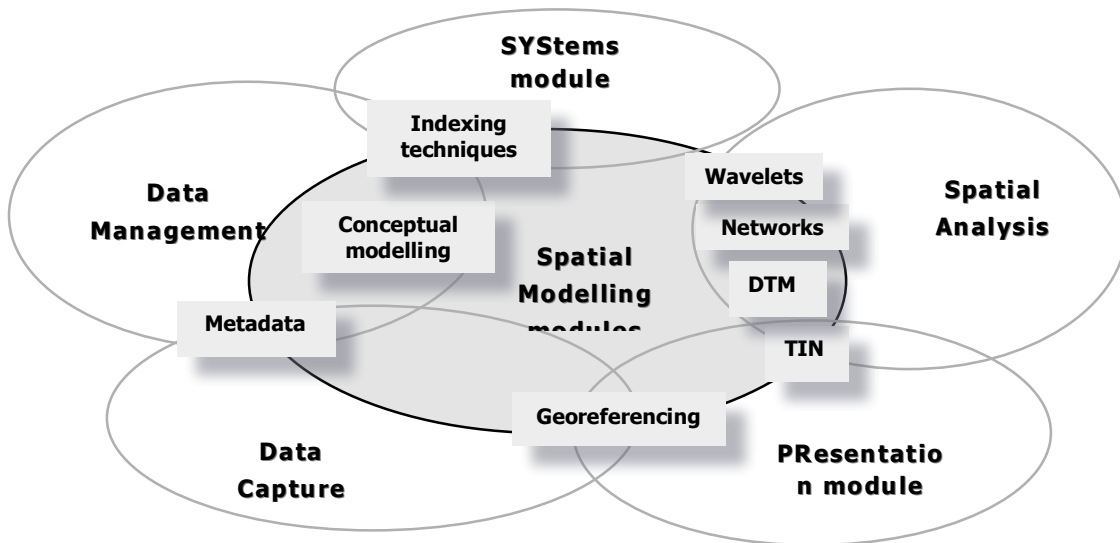 SYStems
module
Indexing
techniques
Wavelets
Data
Management
Spatial
Analysis
Conceptual
modelling
Networks
Spatial
Modelling
modules
DTM
Metadata
TIN
Georeferencing
Data
Capture
PResentatio
n module